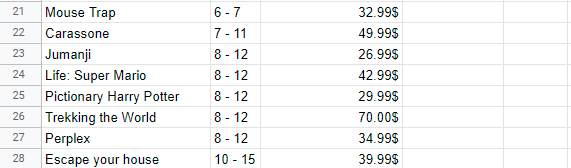 21 Mouse Trap 6 - 7 32.99$
22 Carassone 7 - 11 49.99$
23 Jumanji 8 - 12 26.99$
24 Life: Super Mario 8 - 12 42.99$
25 Pictionary Harry Potter 8 - 12 29.99$
26 Trekking the World 8 - 12 70.00$
27 Perplex 8 - 12 34.99$
28 Escape your house 10 - 15 39.99$